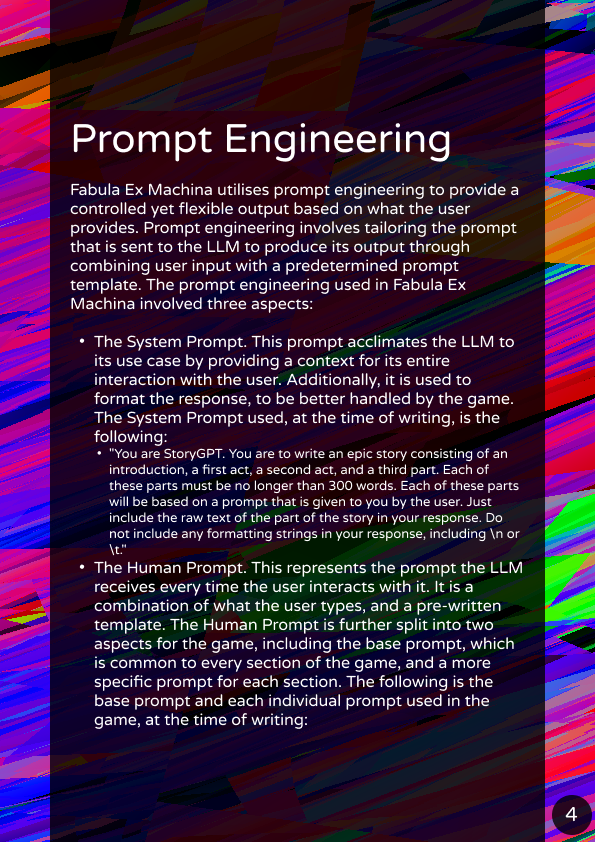 Prompt Engineering
Fabula Ex Machina utilises prompt engineering to provide a
controlled yet flexible output based on what the user
provides. Prompt engineering involves tailoring the prompt
that is sent to the LLM to produce its output through
combining user input with a predetermined prompt
template. The prompt engineering used in Fabula Ex
Machina involved three aspects:
• The System Prompt. This prompt acclimates the LLM to
its use case by providing a context for its entire
interaction with the user. Additionally, it is used to
format the response, to be better handled by the game.
The System Prompt used, at the time of writing, is the
following:
• "You are StoryGPT. You are to write an epic story consisting of an
introduction, a first act, a second act, and a third part. Each of
these parts must be no longer than 300 words. Each of these parts
will be based on a prompt that is given to you by the user. Just
include the raw text of the part of the story in your response. Do
not include any formatting strings in your response, including \n or
\t."
• The Human Prompt. This represents the prompt the LLM
receives every time the user interacts with it. It is a
combination of what the user types, and a pre-written
template. The Human Prompt is further split into two
aspects for the game, including the base prompt, which
is common to every section of the game, and a more
specific prompt for each section. The following is the
base prompt and each individual prompt used in the
game, at the time of writing:
4